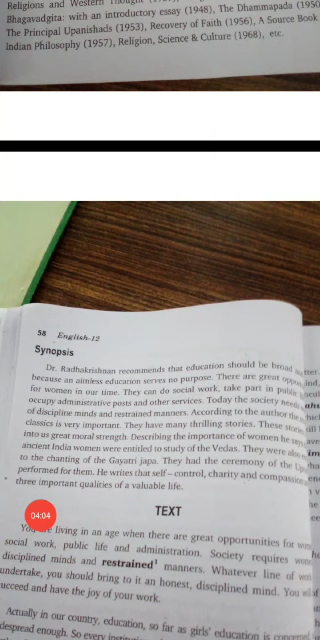 Religions and Western Thought
Bhagavadgita: with an introductory essay (1948), The Dhammapada (1950
The Principal Upanishads (1953), Recovery of Faith (1956), A Source Book
Indian Philosophy (1957), Religion, Science & Culture (1968), etc.
58 English-12
Synopsis
Dr. Radhakrishnan recommends that education should be broad
because an aimless education serves no purpose. There are great
for women in our time. They can do social work, take part in public
occupy administrative posts and other services. Today the society needs
of discipline minds and restrained manners. According to the author the
classics is very important. They have many thrilling stories. These
into us great moral strength. Describing the importance of women he
ancient India women were entitled to study of the Vedas. They were also
to the chanting of the Gayatri japa. They had the ceremony of the
performed for them. He writes that self – control, charity and compassion
three important qualities of a valuable life.
04:04
TEXT
You are living in an age when there are great opportunities for
social work, public life and administration. Society requires
disciplined minds and restrained¹ manners. Whatever line of
undertake, you should bring to it an honest, disciplined mind. You
succeed and have the joy of your work.
Actually in our country, education, so far as girls' education is
enough. So every